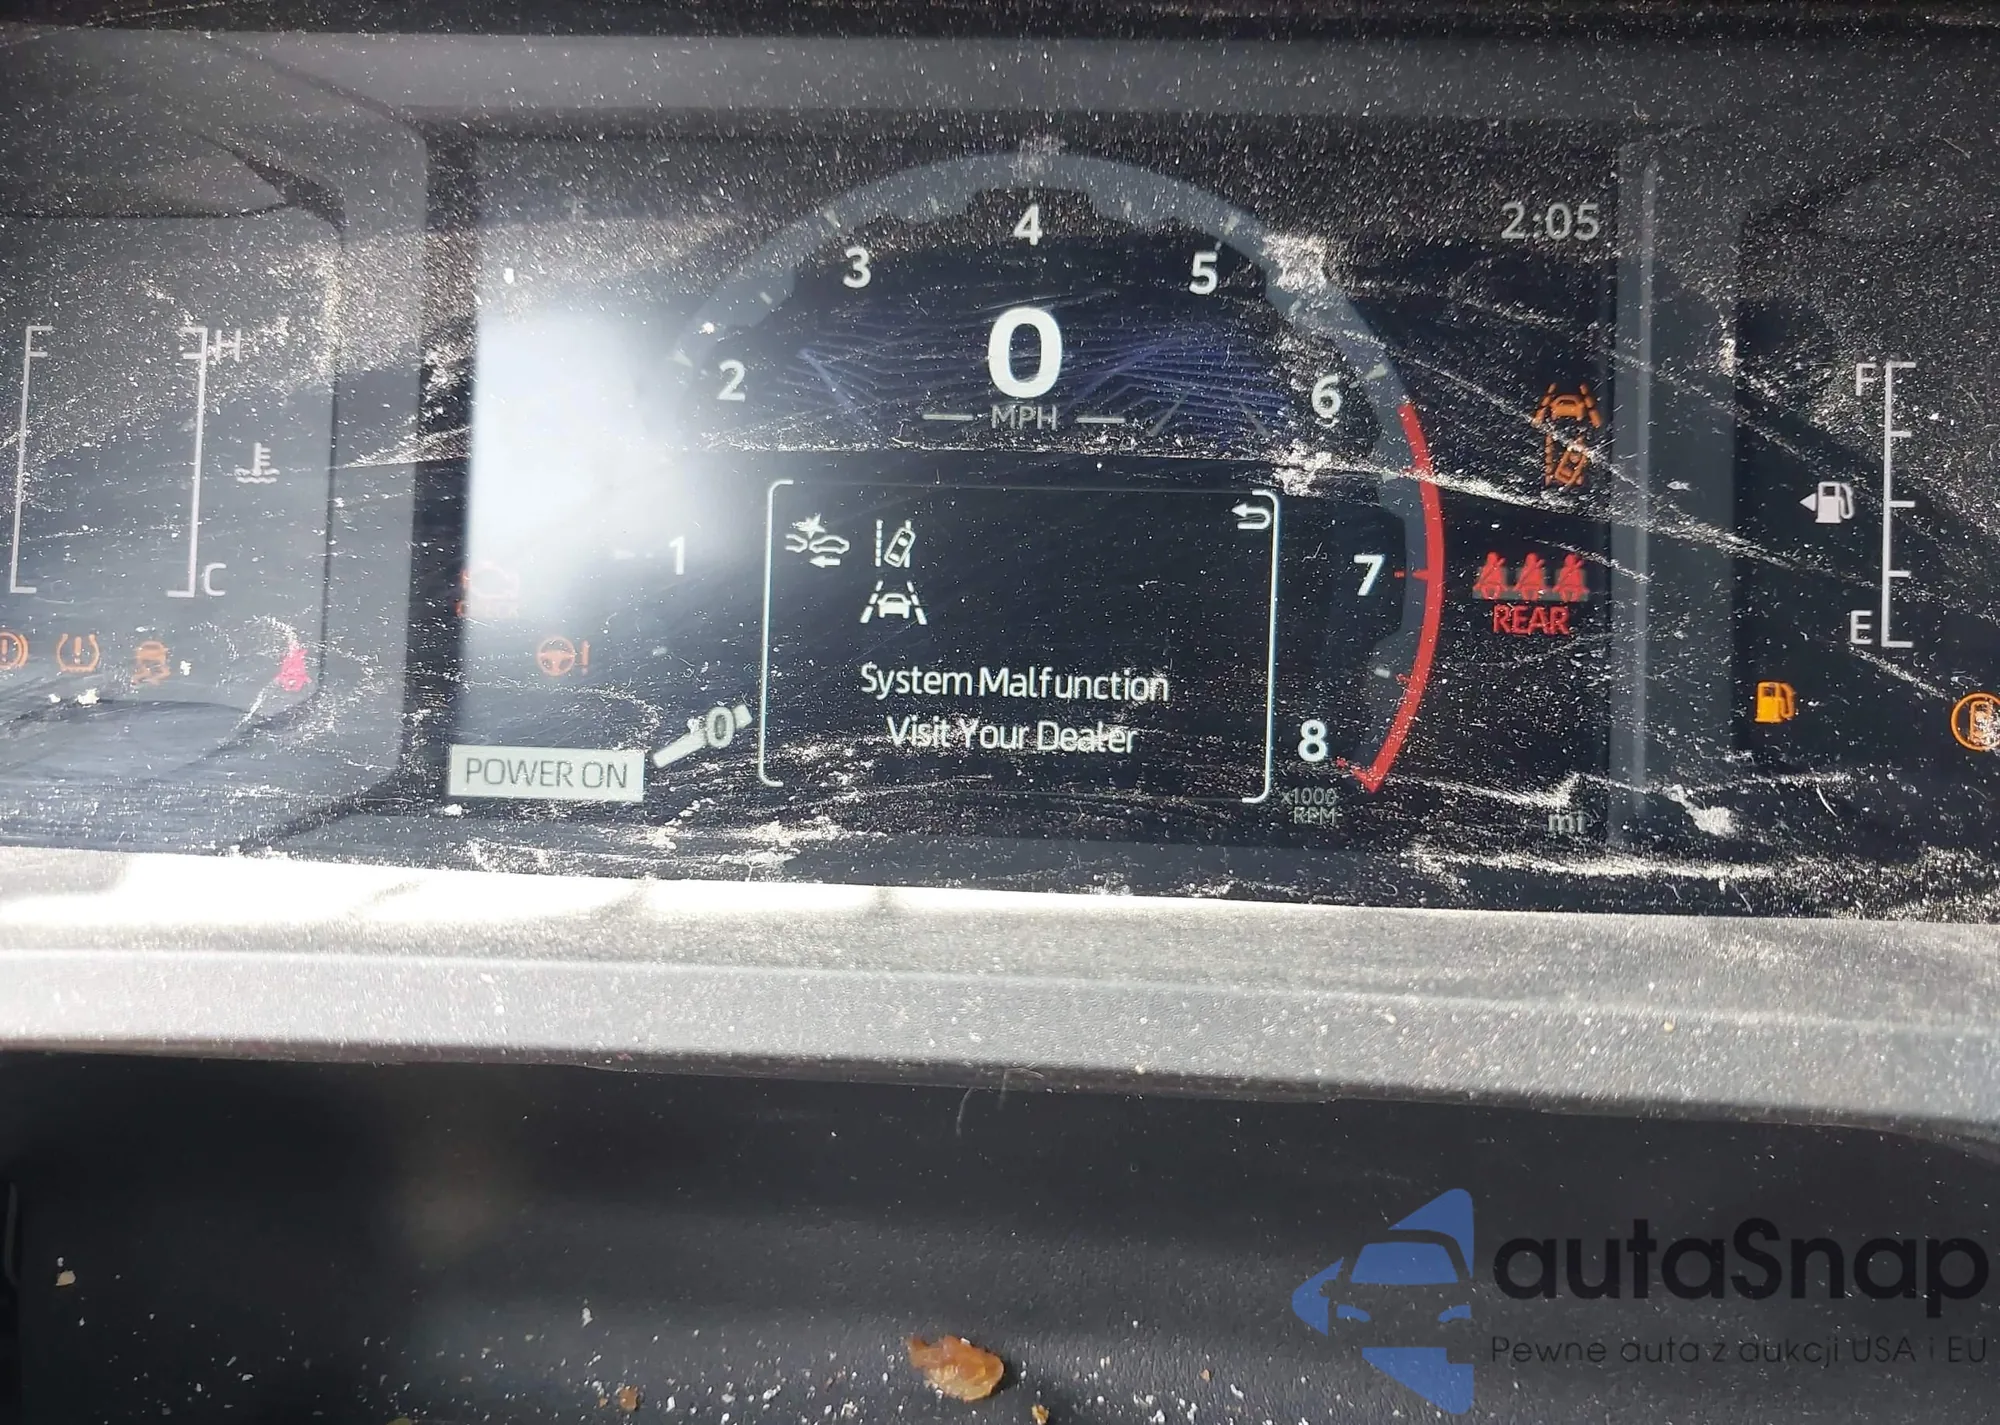 2:05
4
3
5
2
0
6
MPH
F
H
F
1
7
C
CHECK
REAR
E
System Malfunction
Visit Your Dealer
0
8
POWER ON
x1000
RPM
mi
autaSnap
Pewne auta z aukcji USA i EU